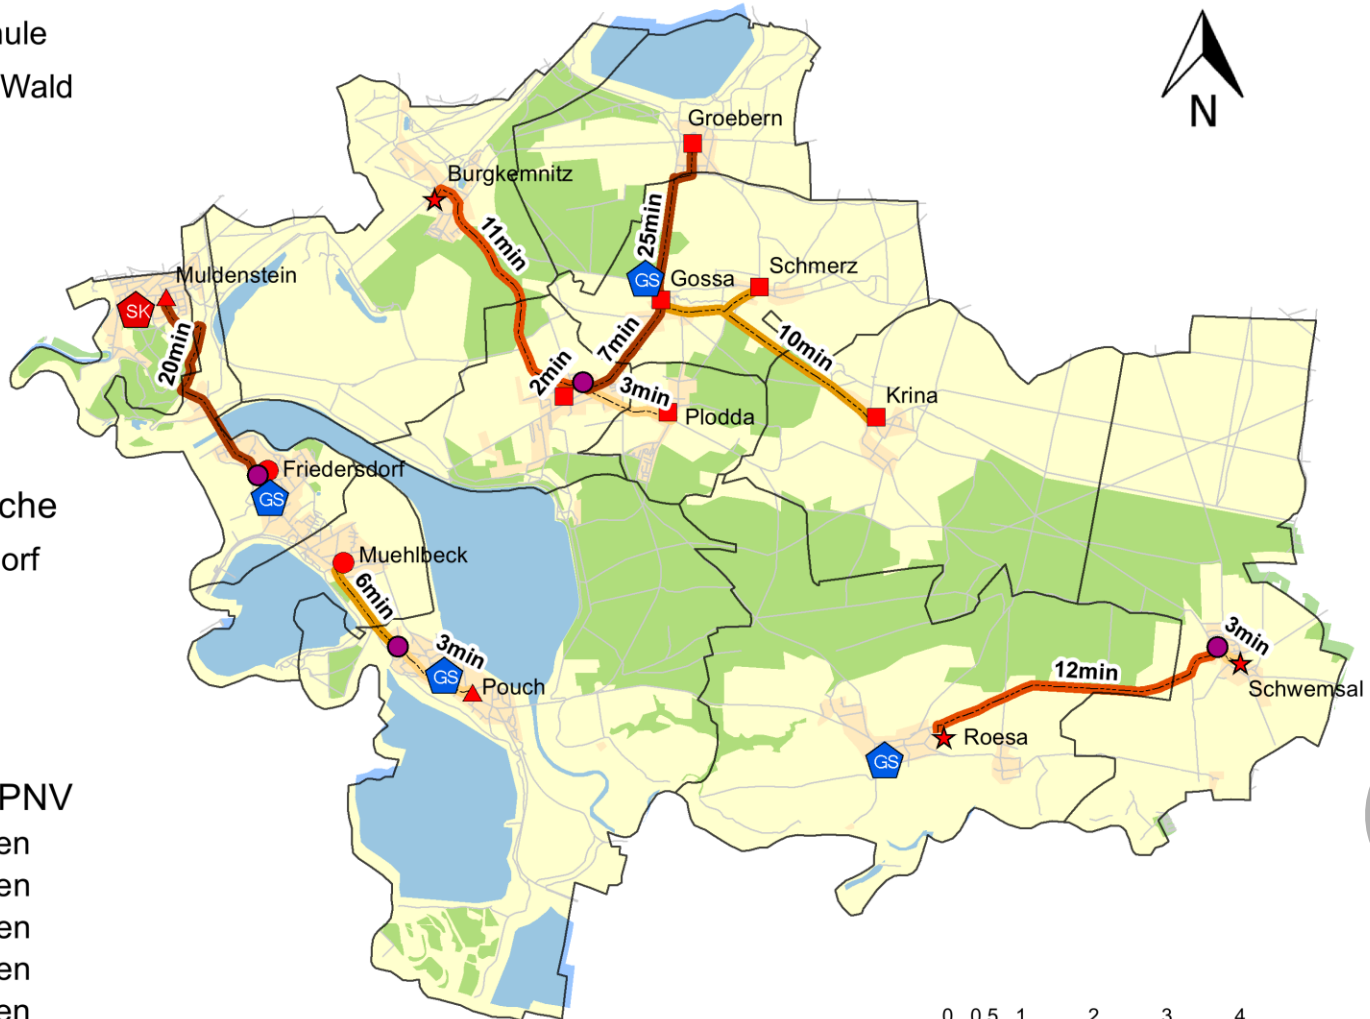 ule
Wald
N
Groebern
Burgkemnitz
25min
11min
Gossa
GS
Schmerz
Muldenstein
SK
20min
7min
10min
2min
3min
Krina
Plodda
Friedersdorf
GS
che
orf
Muehlbeck
6min
3min
GS
Pouch
3min
12min
Schwemsal
Roesa
GS
PNV
en
en
en
en
en
0 0,5 1 2 3 4